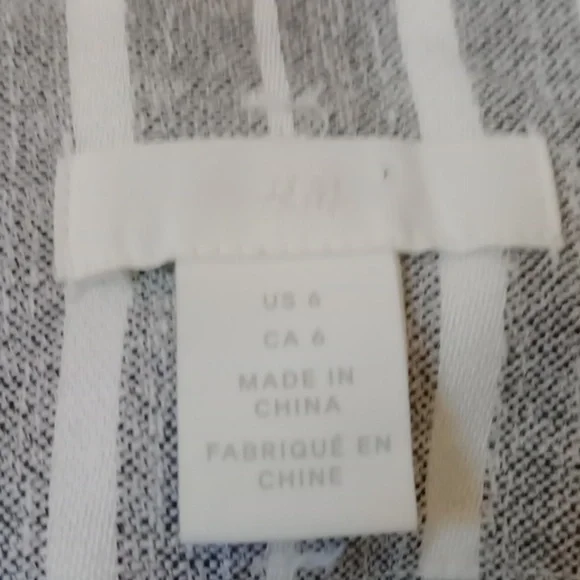 US 6
CA 6
MADE IN
CHINA
FABRIQUÉ EN
CHINE